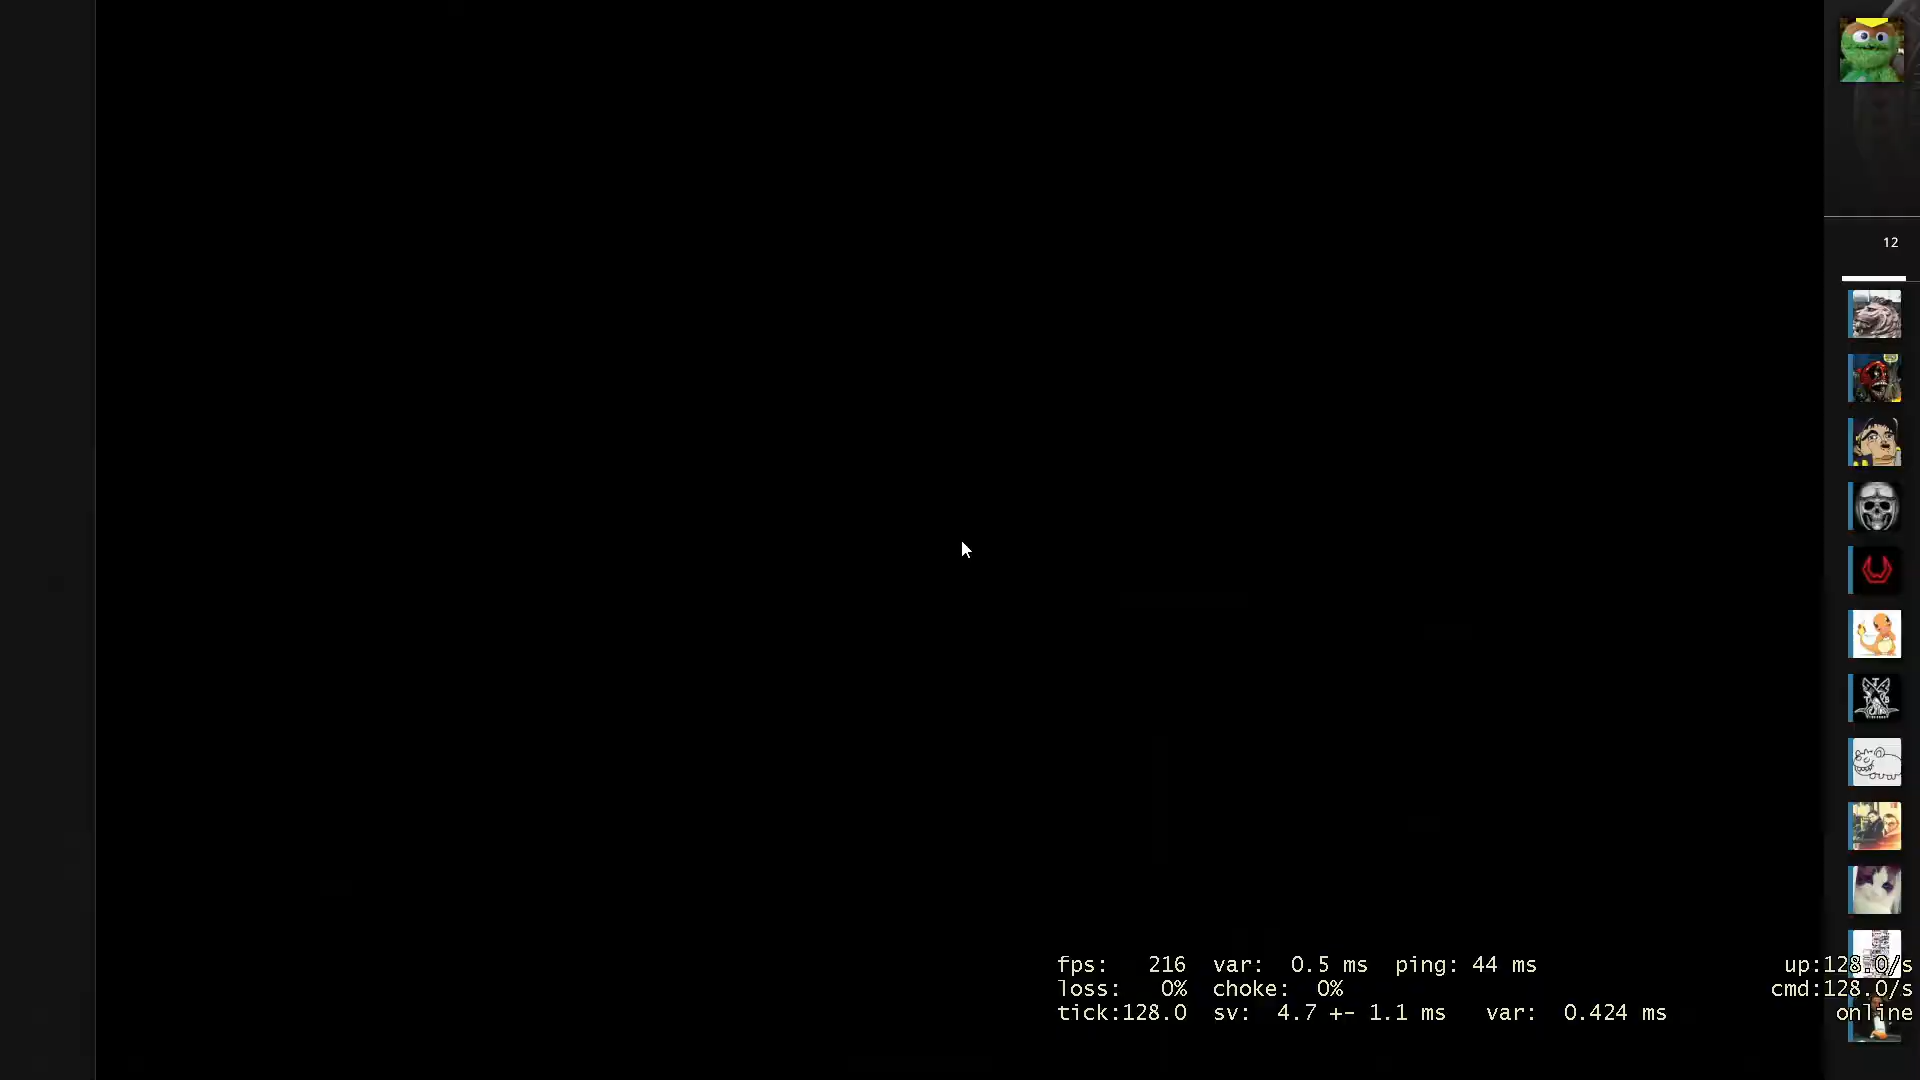 12
fps: 216 var: 0.5 ms ping: 44 ms up:128.0/s
loss: 0% choke: 0% cmd:128.0/s
tick:128.0 sv: 4.7 +- 1.1 ms var: 0.424 ms online